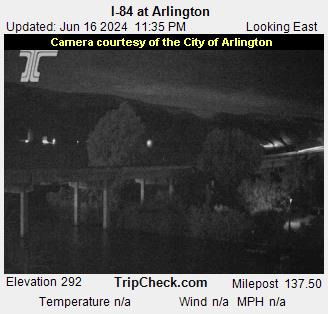 I-84 at Arlington
Updated: Jun 16 2024 11:35 PM Looking East
Camera courtesy of the City of Arlington
Elevation 292 TripCheck.com Milepost 137.50
Temperature n/a Wind n/a MPH n/a